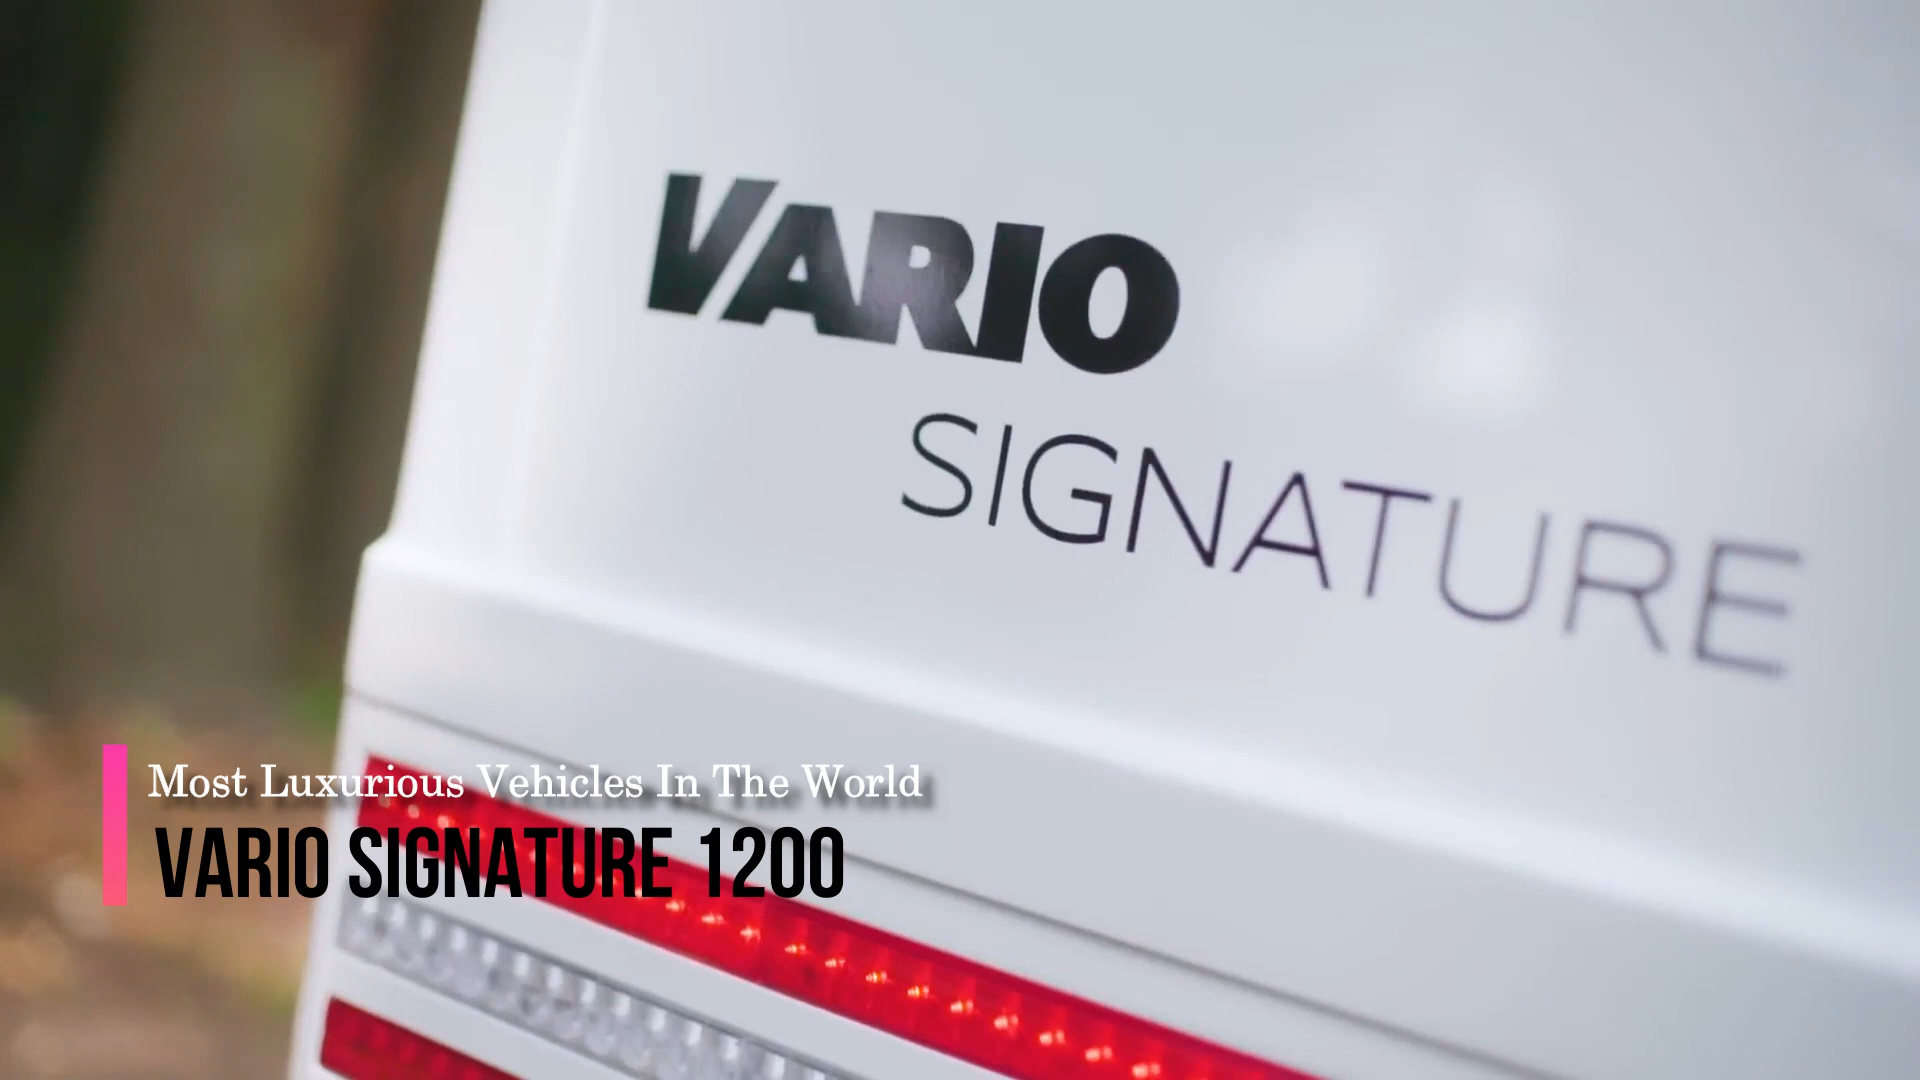 VARIO
SIGNATURE
Most Luxurious Vehicles In The World
VARIO SIGNATURE 1200